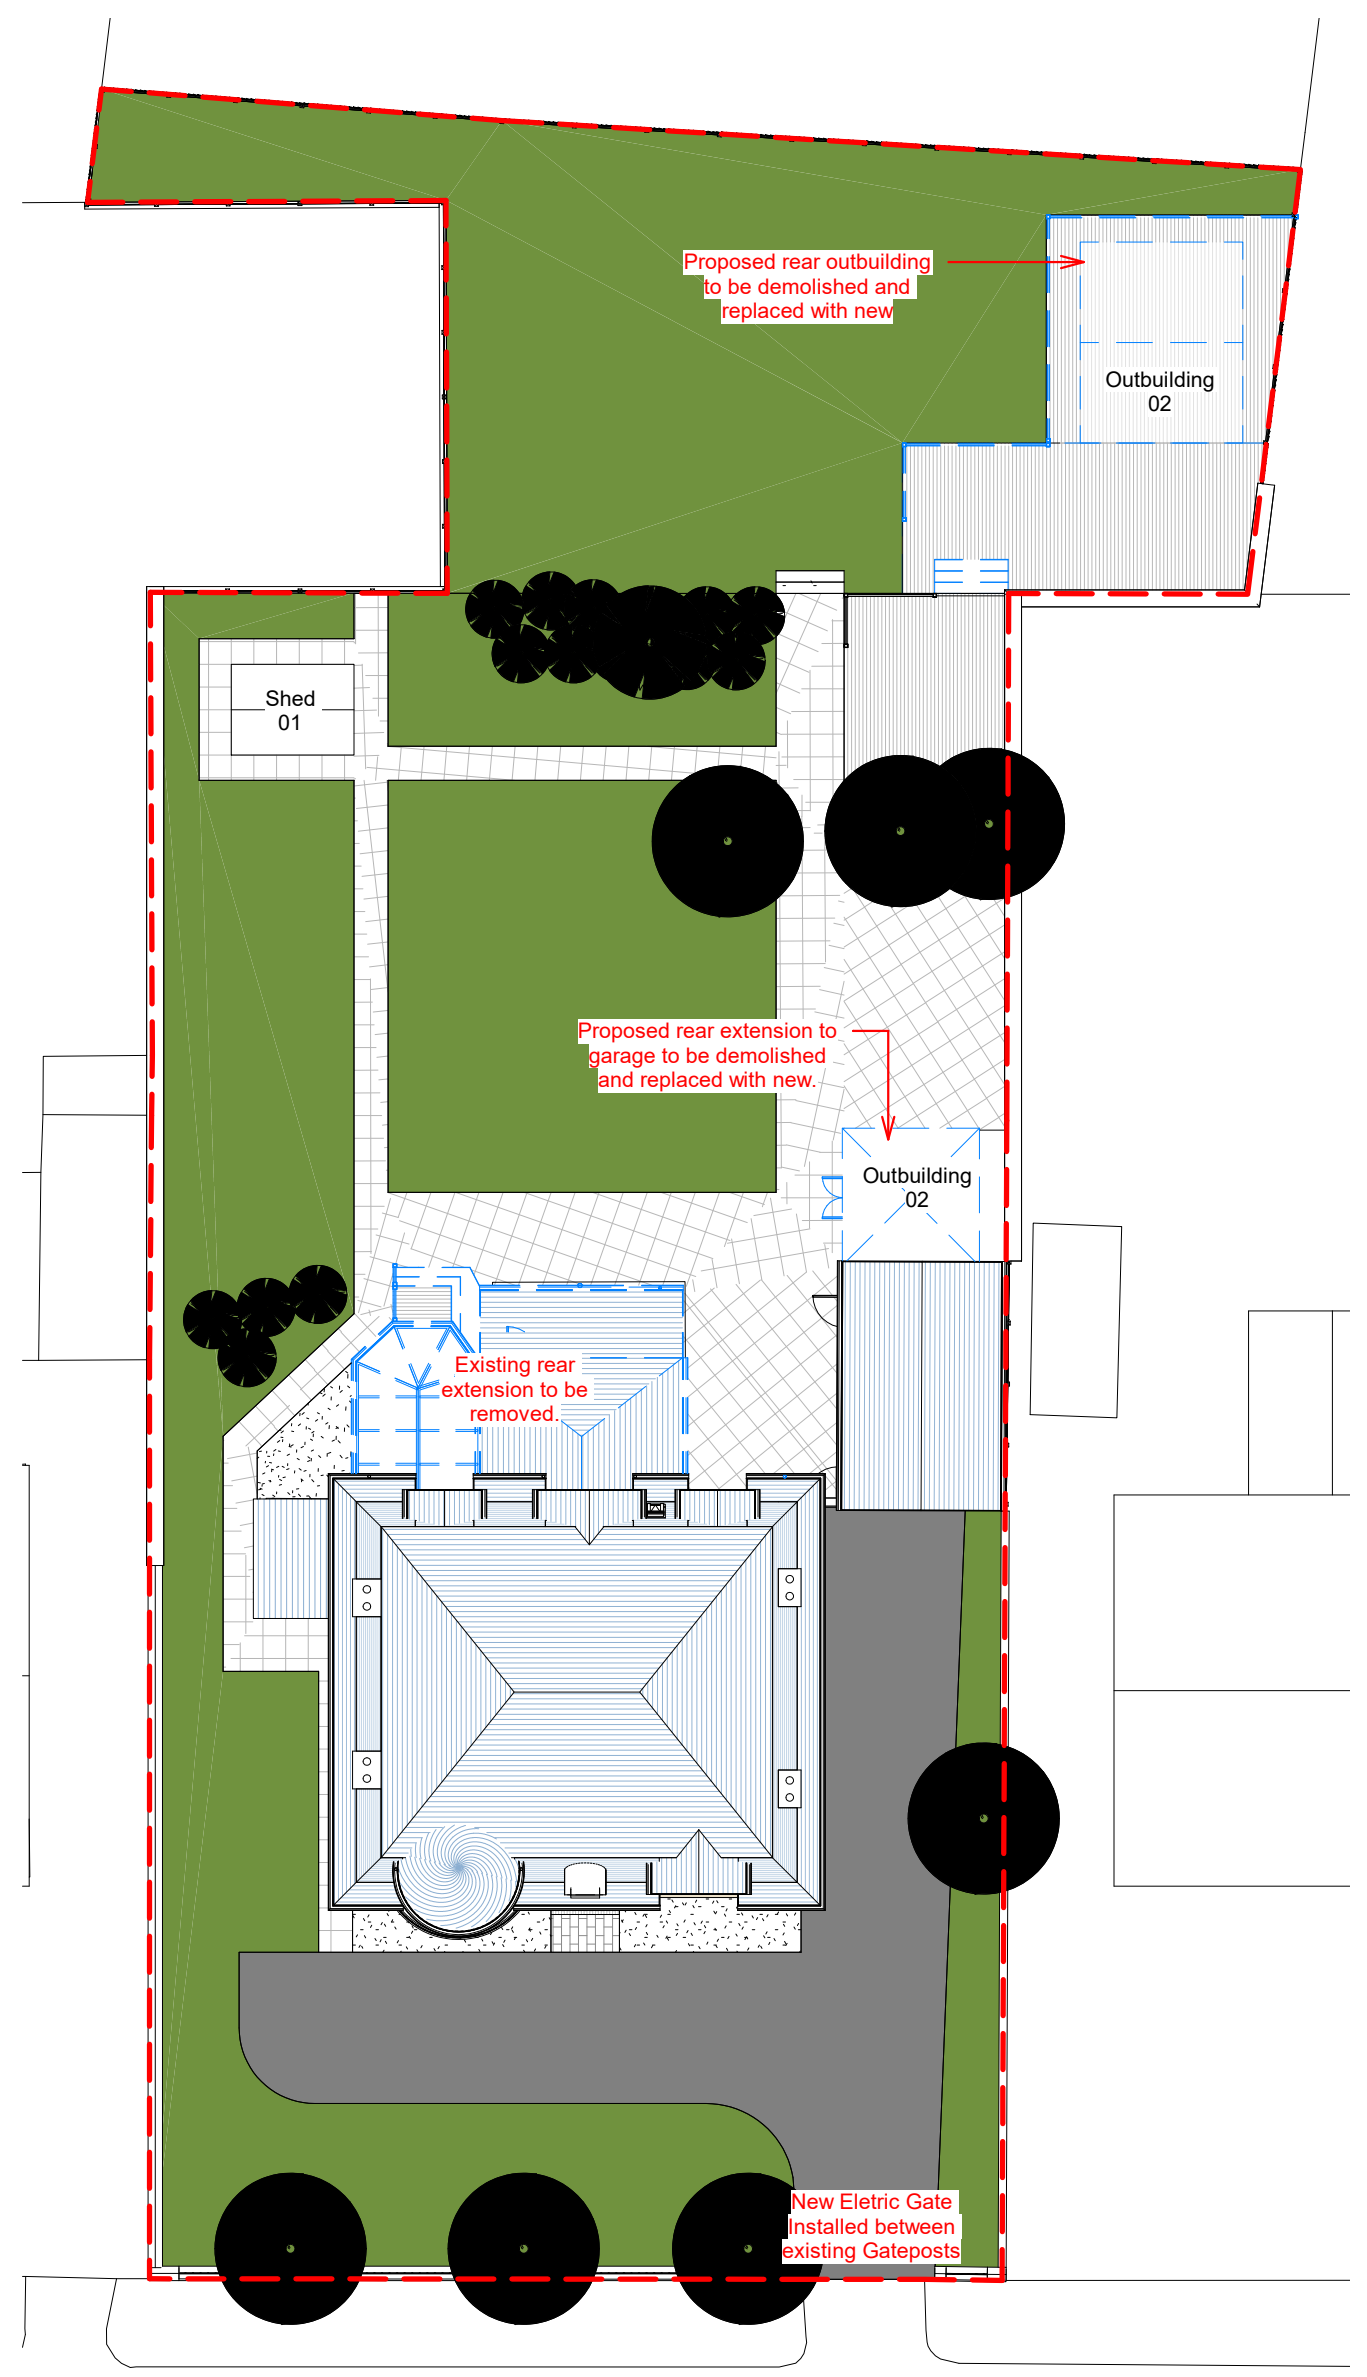 Proposed rear outbuilding
to be demolished and
replaced with new
Outbuilding
02
Shed
01
Proposed rear extension to
garage to be demolished
and replaced with new.
Outbuilding
02
Existing rear
extension to be
removed.
New Eletric Gate
Installed between
existing Gateposts